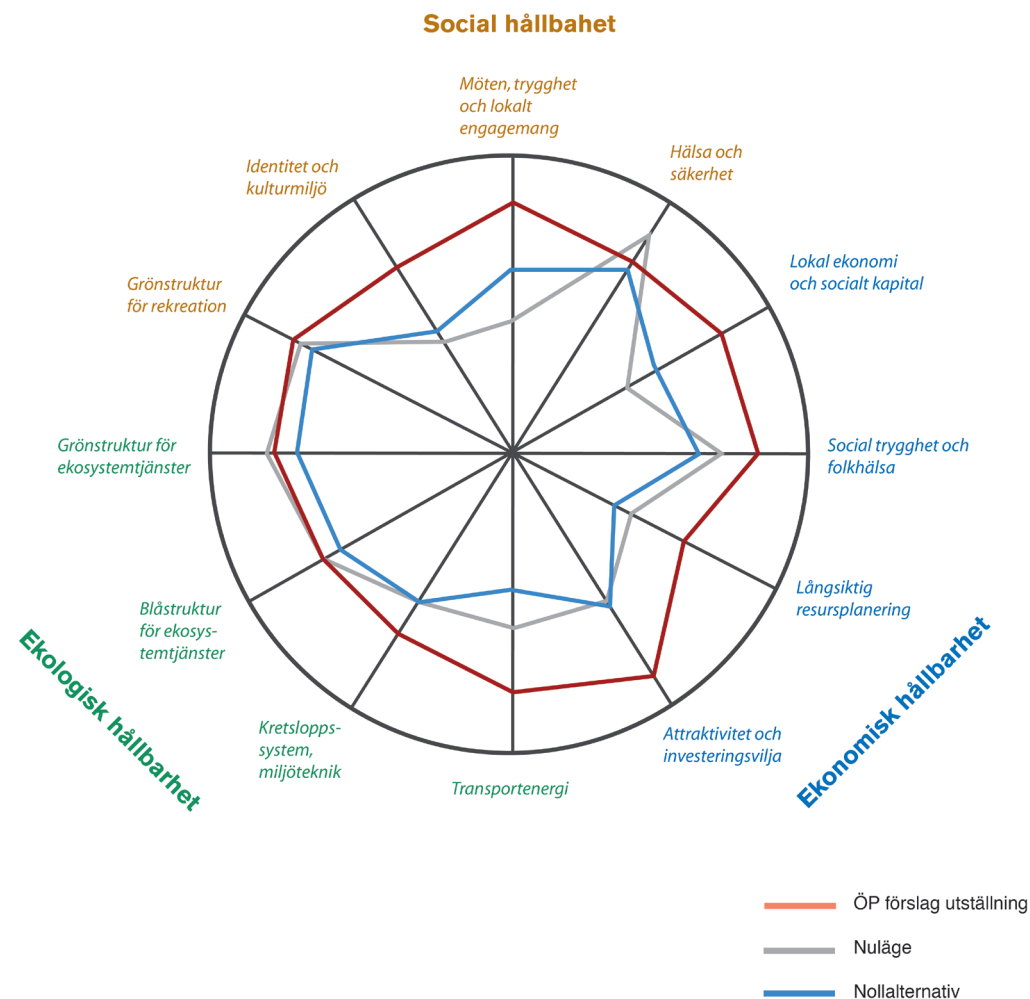 Social hållbahet
Möten, trygghet
och lokalt
engagemang
Hälsa och
säkerhet
Identitet och
kulturmiljö
Lokal ekonomi
och socialt kapital
Grönstruktur
för rekreation
Grönstruktur för
ekosystemtjänster
Social trygghet och
folkhälsa
Långsiktig
resursplanering
Blåstruktur
för ekosys-
temtjänster
Ekologisk hållbarhet
Ekonomisk hållbarhet
Kretslopps-
system,
miljöteknik
Attraktivitet och
investeringsvilja
Transportenergi
ÖP förslag utställning
Nuläge
Nollalternativ